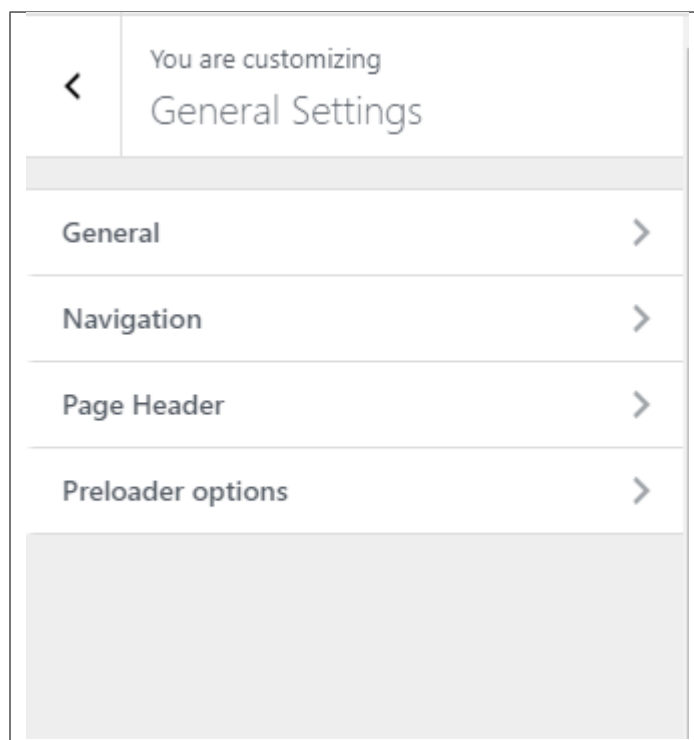 You are customizing
General Settings
General
Navigation
Page Header
Preloader options